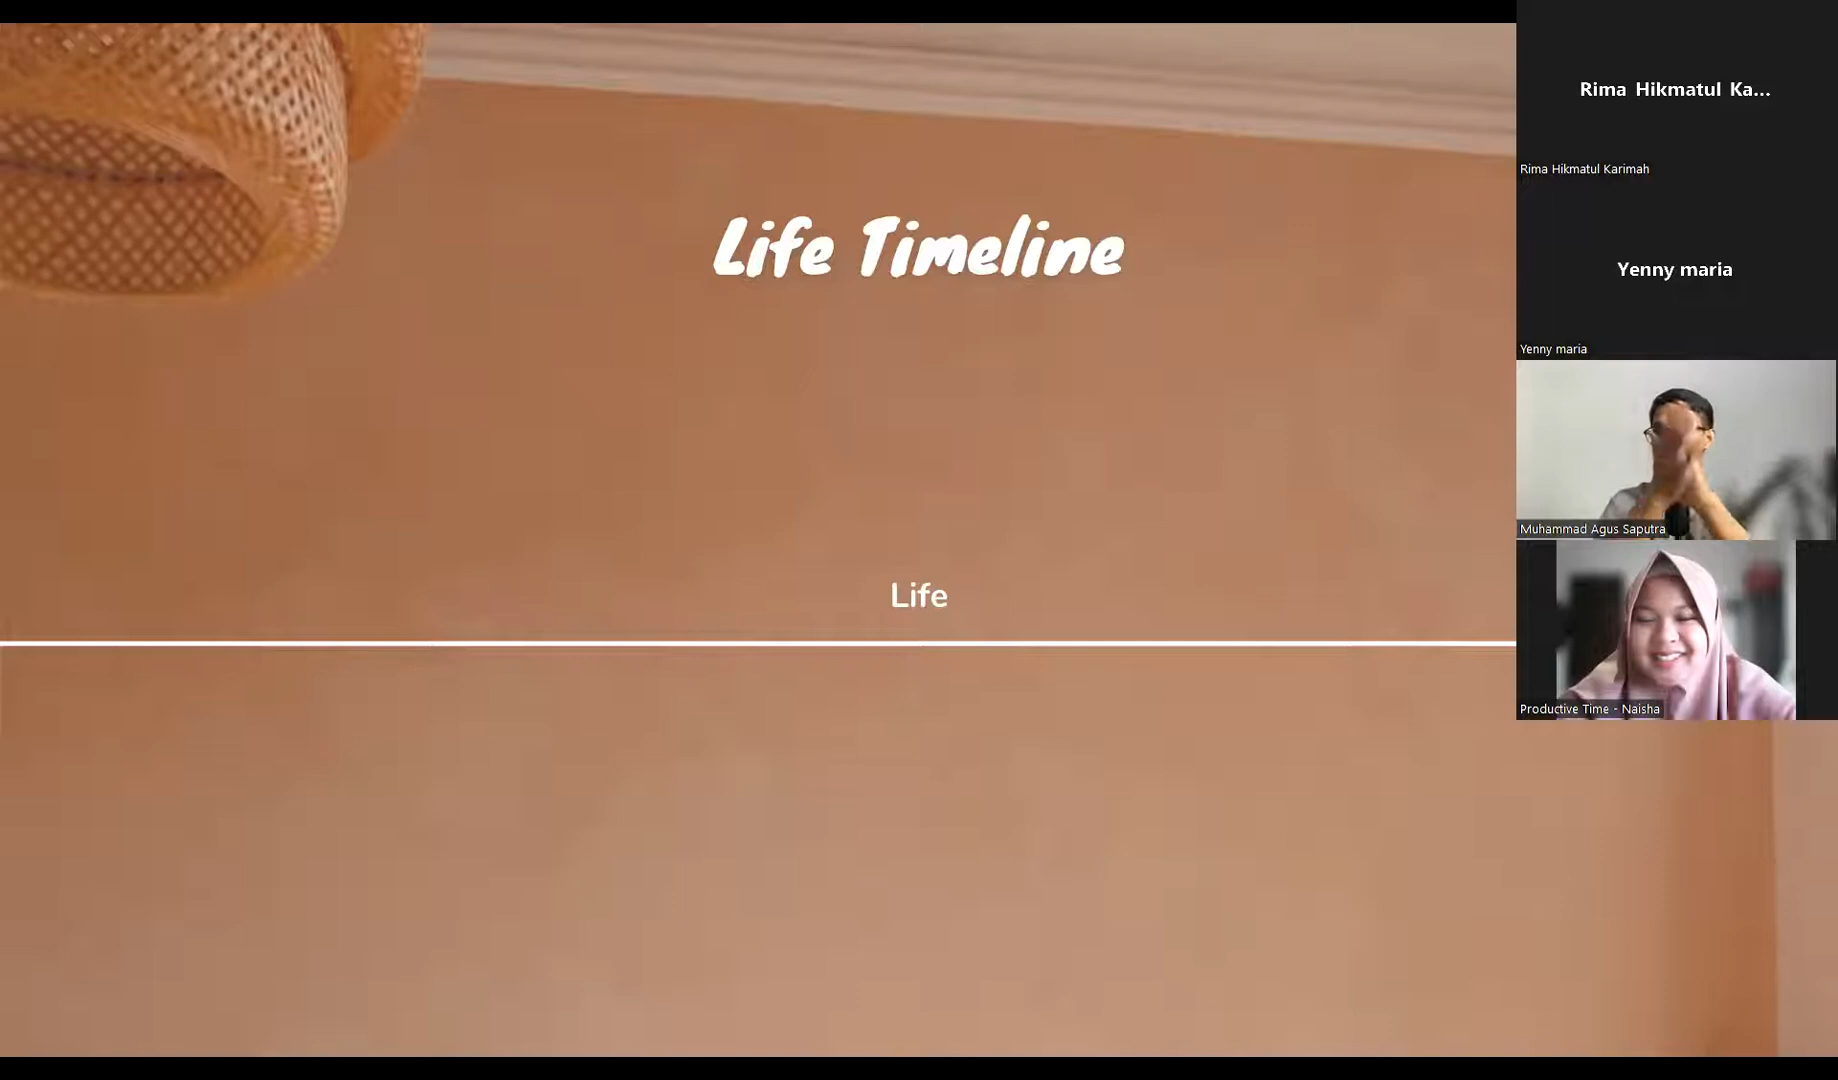 Life Timeline
Life
Rima Hikmatul Ka...
Rima Hikmatul Karimah
Yenny maria
Yenny maria
Muhammad Agus Saputra
Productive Time - Naisha